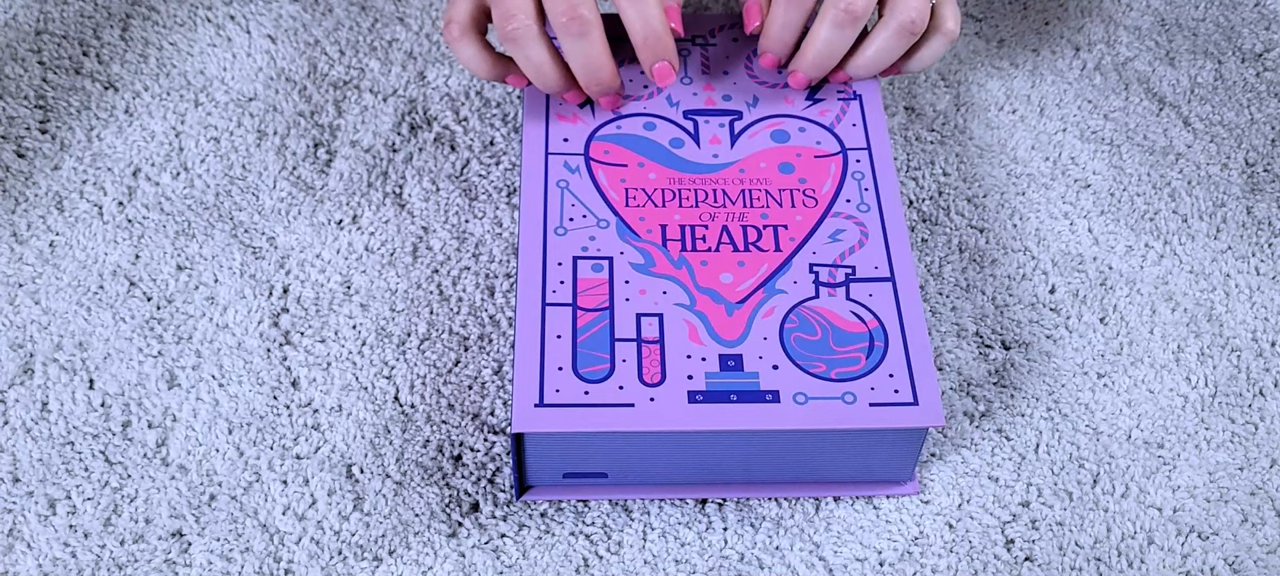 THE SCIENCE OF LOVE:
EXPERIMENTS
OF THE
HEART